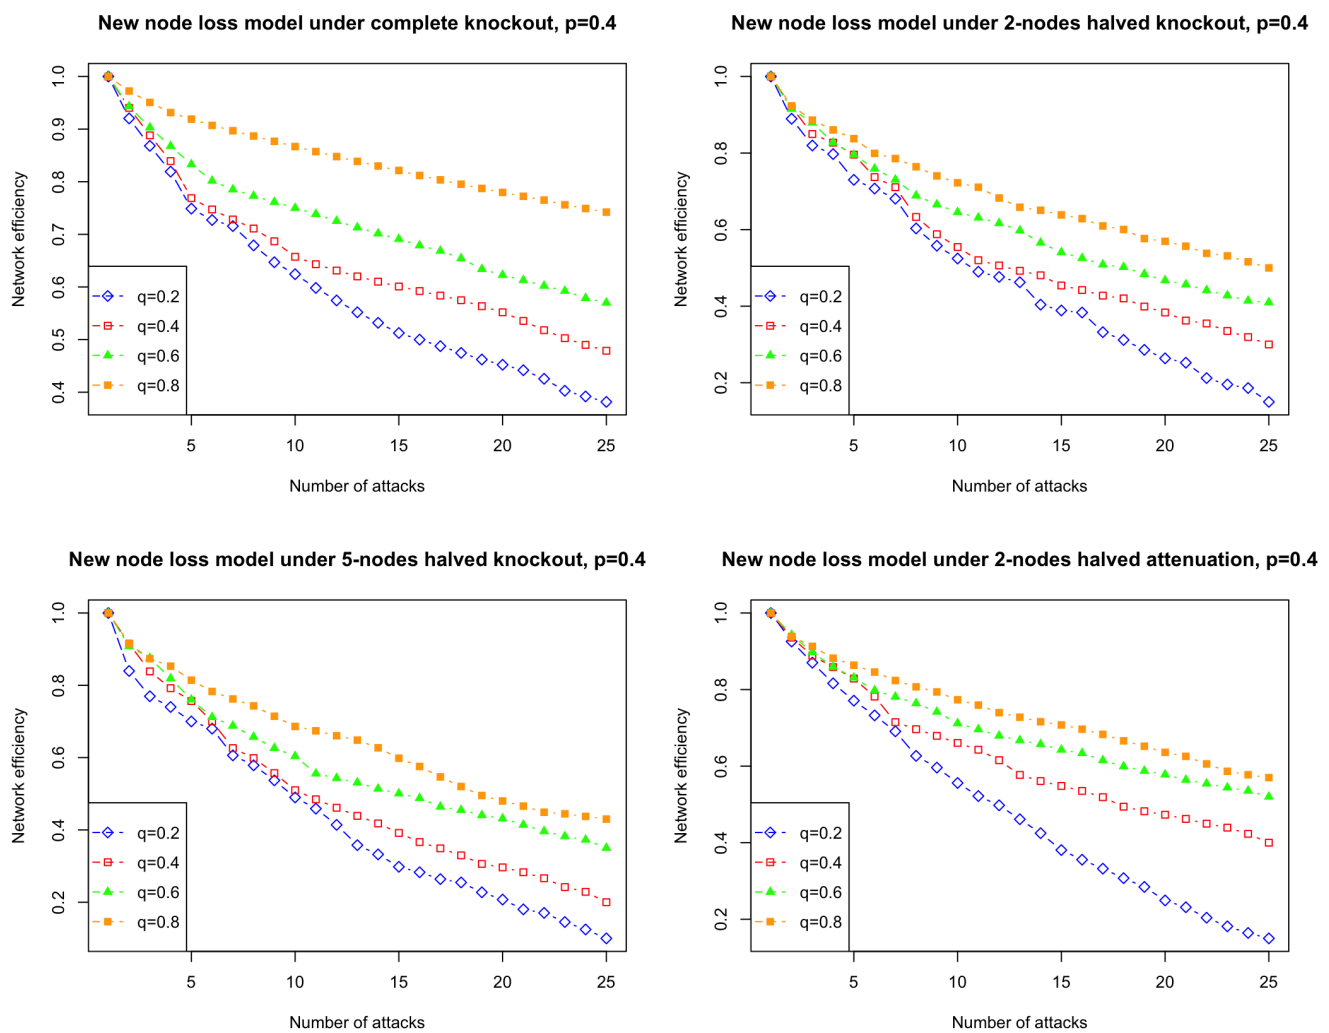 New node loss model under complete knockout, p=0.4
Network efficiency
1.0
0.9
0.8
0.7
0.6
0.5
0.4
q=0.2
q=0.4
q=0.6
q=0.8
5 10 15 20 25
Number of attacks
New node loss model under 2-nodes halved knockout, p=0.4
Network efficiency
1.0
0.8
0.6
0.4
0.2
q=0.2
q=0.4
q=0.6
q=0.8
5 10 15 20 25
Number of attacks
New node loss model under 5-nodes halved knockout, p=0.4
Network efficiency
1.0
0.8
0.6
0.4
0.2
q=0.2
q=0.4
q=0.6
q=0.8
5 10 15 20 25
Number of attacks
New node loss model under 2-nodes halved attenuation, p=0.4
Network efficiency
1.0
0.8
0.6
0.4
0.2
q=0.2
q=0.4
q=0.6
q=0.8
5 10 15 20 25
Number of attacks